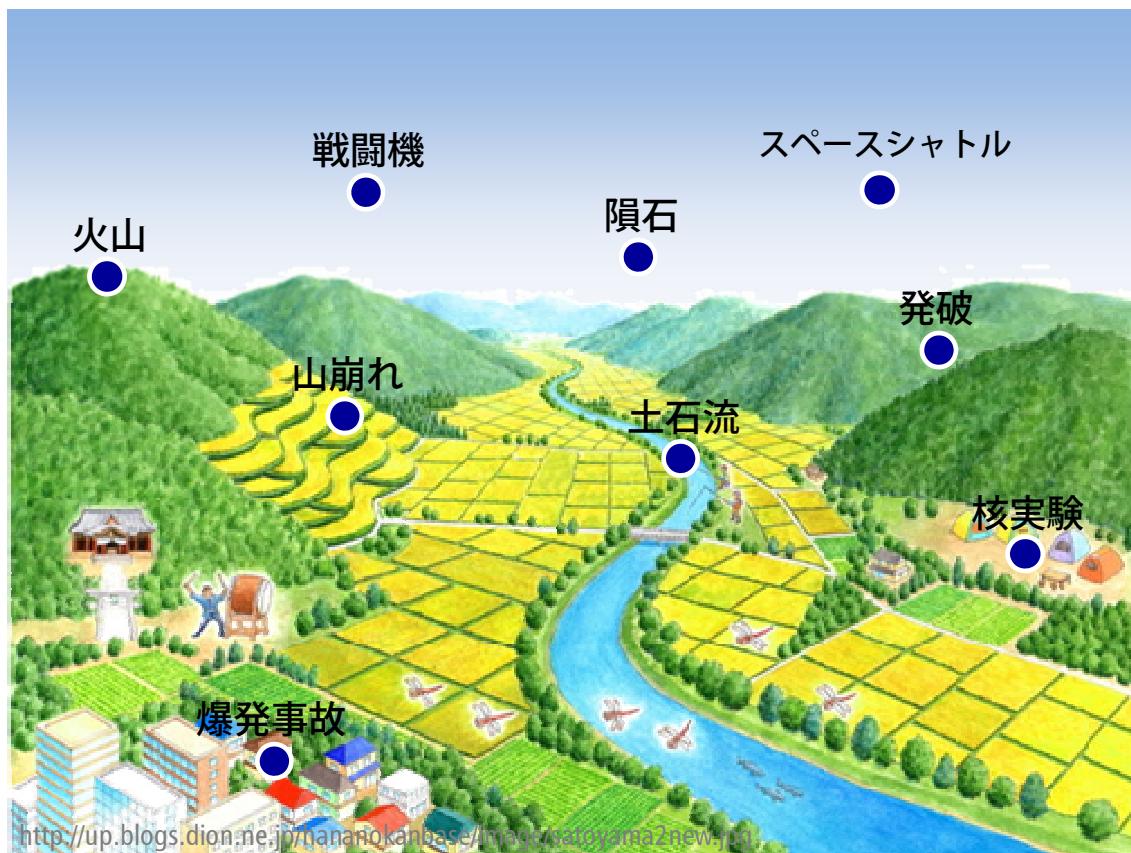 戦闘機
スペースシャトル
隕石
火山
発破
山崩れ
土石流
核実験
爆発事故
http://up.blogs.dion.ne.jp/nananokanbase/image/satoyama2new.jpg